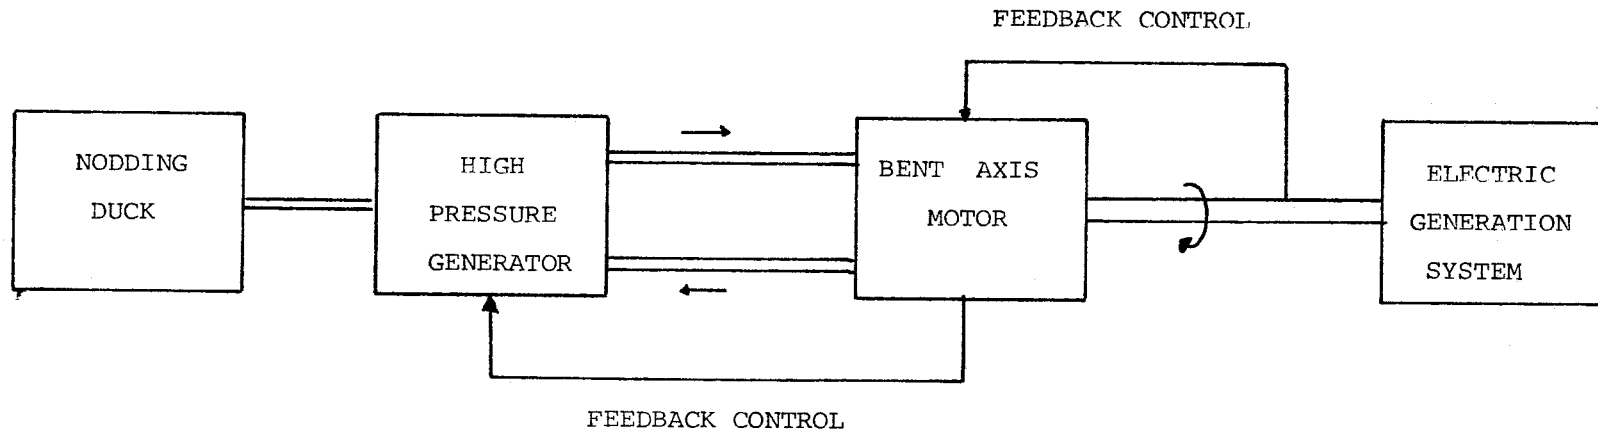 FEEDBACK CONTROL
NODDING
DUCK
HIGH
PRESSURE
GENERATOR
BENT AXIS
MOTOR
ELECTRIC
GENERATION
SYSTEM
FEEDBACK CONTROL